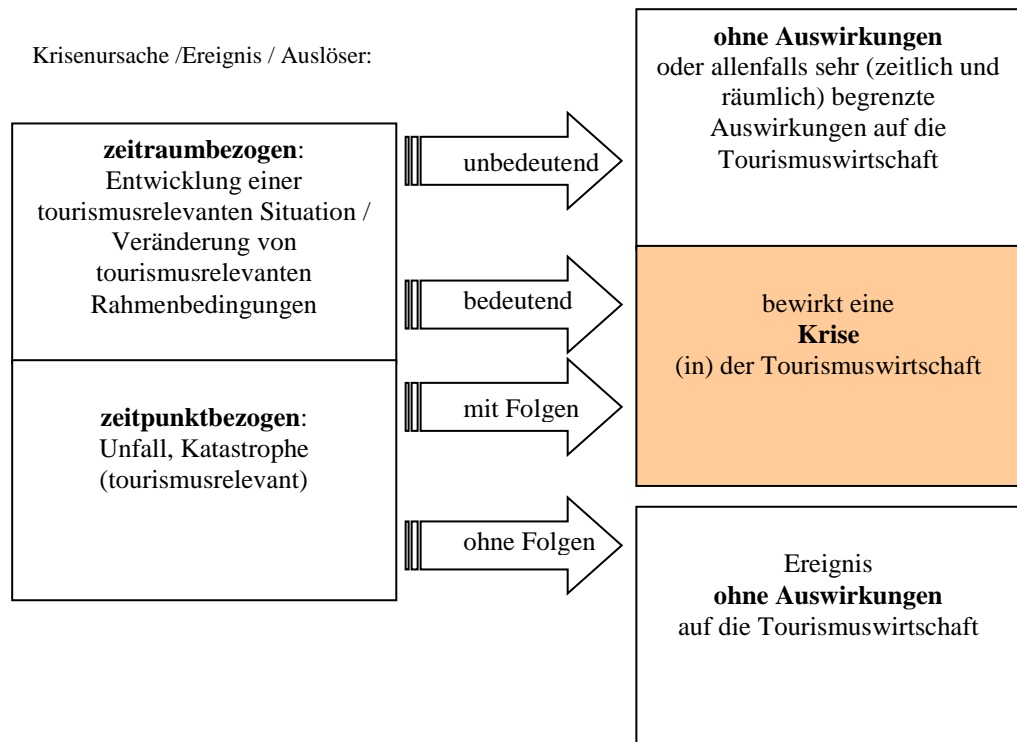 Krisenursache /Ereignis / Auslöser:
zeitraumbezogen:
Entwicklung einer
tourismusrelevanten Situation /
Veränderung von
tourismusrelevanten
Rahmenbedingungen
zeitpunktbezogen:
Unfall, Katastrophe
(tourismusrelevant)
unbedeutend
bedeutend
mit Folgen
ohne Folgen
ohne Auswirkungen
oder allenfalls sehr (zeitlich und
räumlich) begrenzte
Auswirkungen auf die
Tourismuswirtschaft
bewirkt eine
Krise
(in) der Tourismuswirtschaft
Ereignis
ohne Auswirkungen
auf die Tourismuswirtschaft